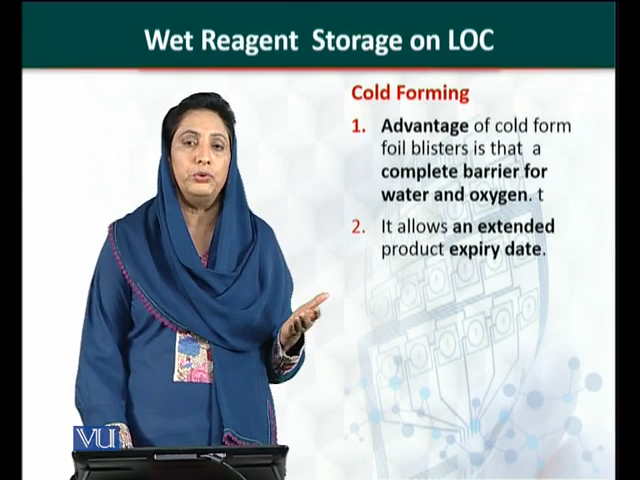 Wet Reagent Storage on LOC
Cold Forming
1. Advantage of cold form
foil blisters is that a
complete barrier for
water and oxygen. t
2. It allows an extended
product expiry date.
VU